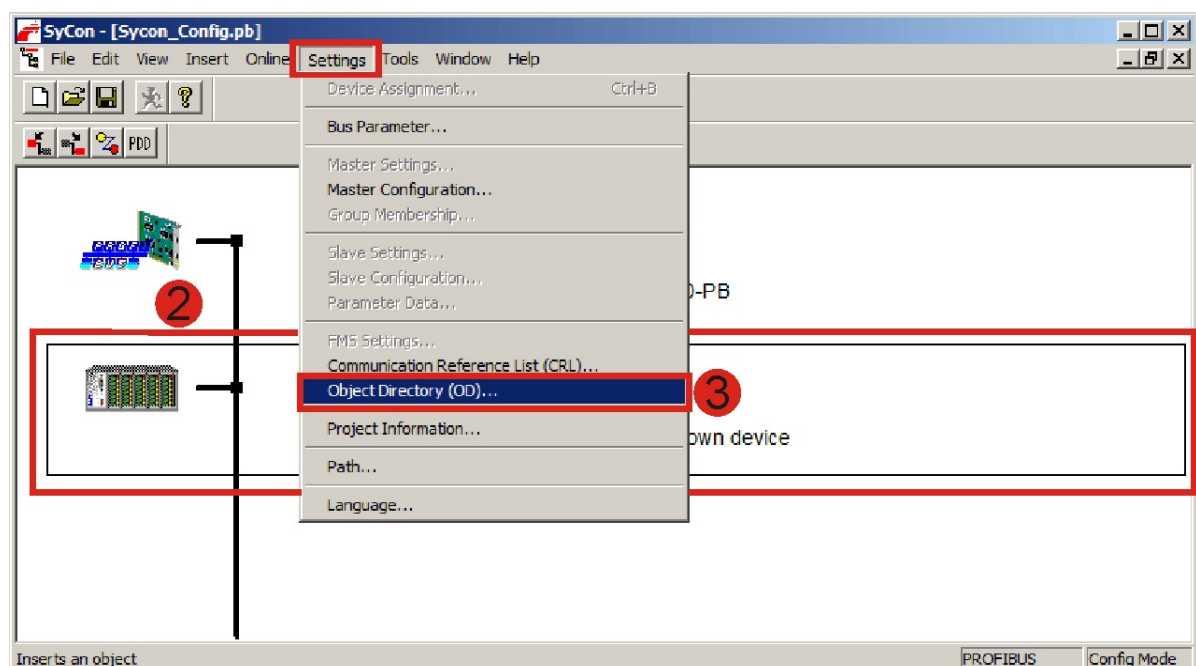 SyCon - [Sycon_Config.pb]
File Edit View Insert Online Settings Tools Window Help
Device Assignment... Ctrl+B
PDD
Bus Parameter...
Master Settings...
Master Configuration...
Group Membership...
Slave Settings...
Slave Configuration...
Parameter Data...
2
-PB
FMS Settings...
Communication Reference List (CRL)...
Object Directory (OD)...
3
Project Information...
own device
Path...
Language...
Inserts an object PROFIBUS Config Mode